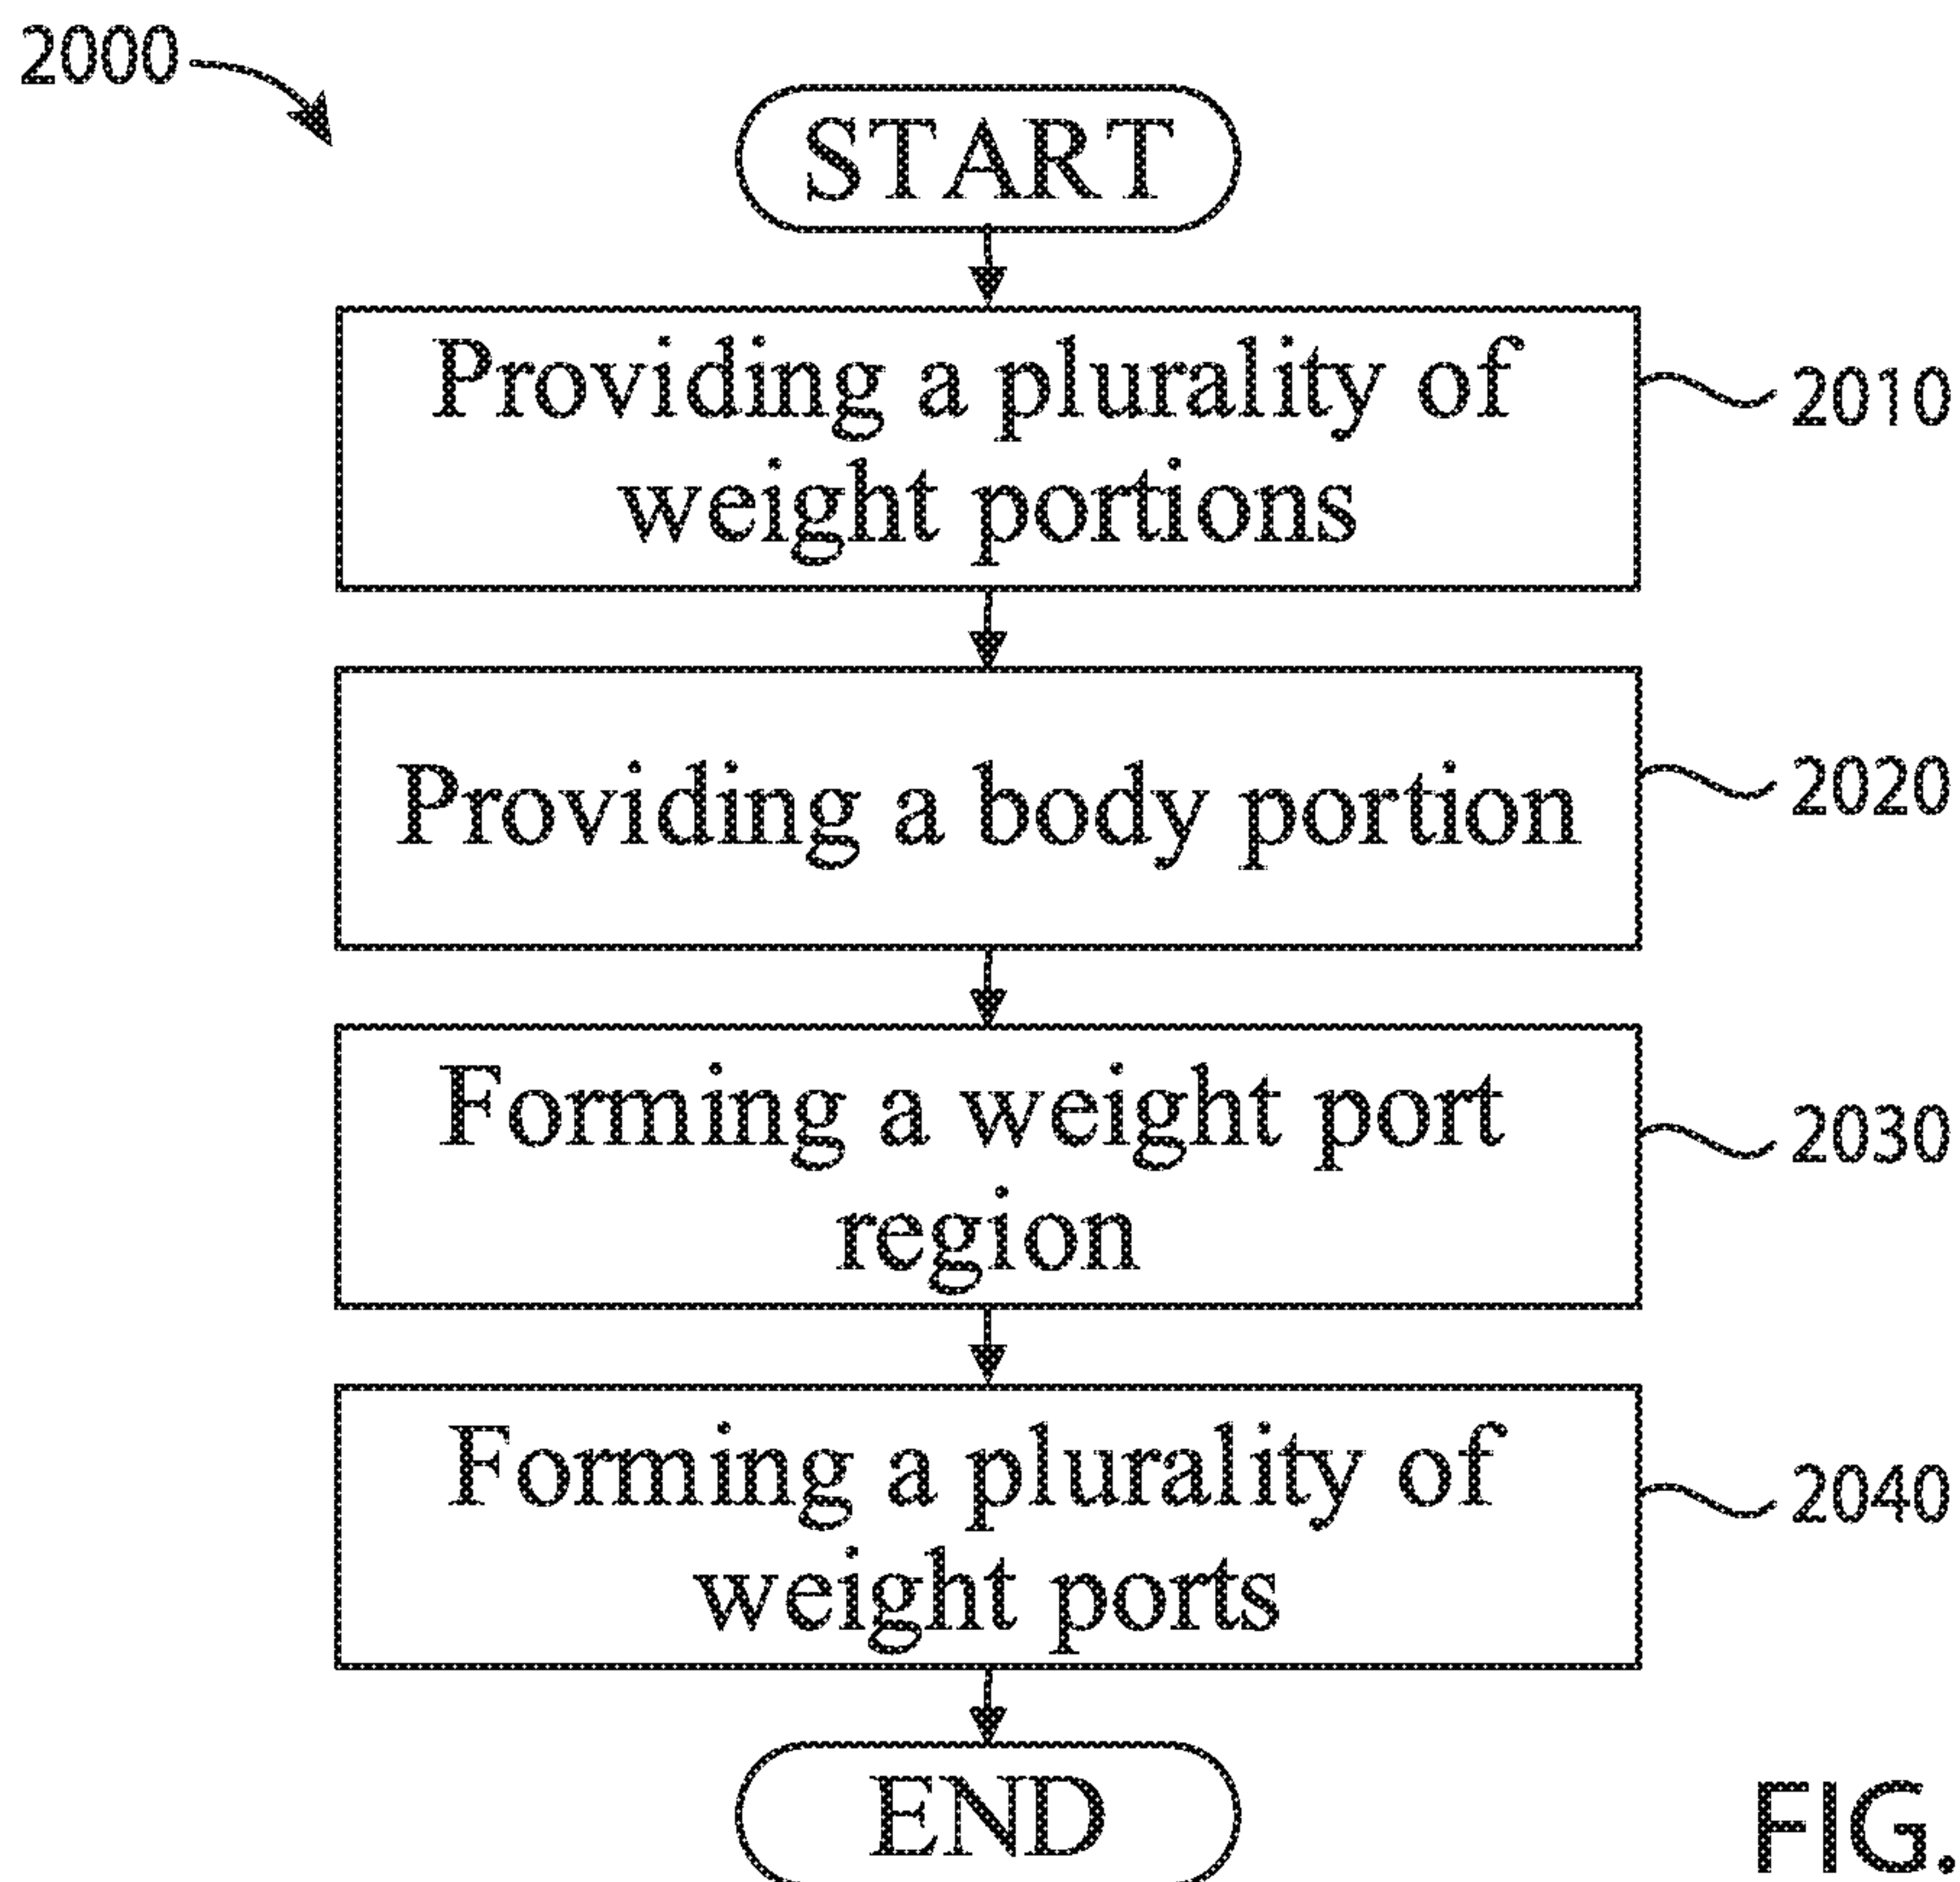 2000
START
Providing a plurality of
weight portions
2010
Providing a body portion
2020
Forming a weight port
region
2030
Forming a plurality of
weight ports
2040
END
FIG.